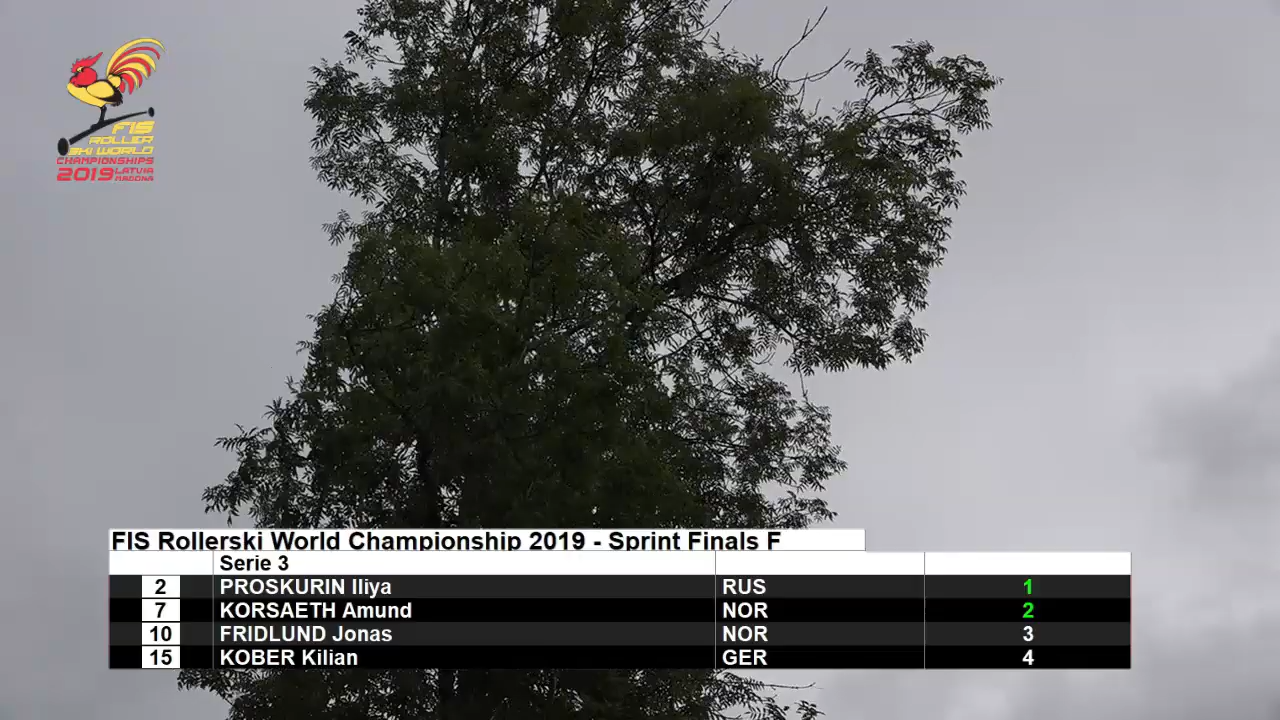 FIS
ROLLER
SKI WORLD
CHAMPIONSHIPS
2019 LATVIA
MADONA
FIS Rollerski World Championship 2019 - Sprint Finals F
Serie 3
2 PROSKURIN Iliya RUS 1
7 KORSAETH Amund NOR 2
10 FRIDLUND Jonas NOR 3
15 KOBER Kilian GER 4